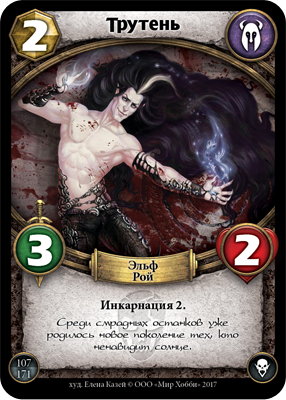 2
Трутень
3
2
Эльф
Рой
Инкарнация 2.
Среди смрадных останков уже
родилось новое поколение тех, кто
ненавидит солнце.
107
171
худ. Елена Казей © ООО «Мир Хобби» 2017